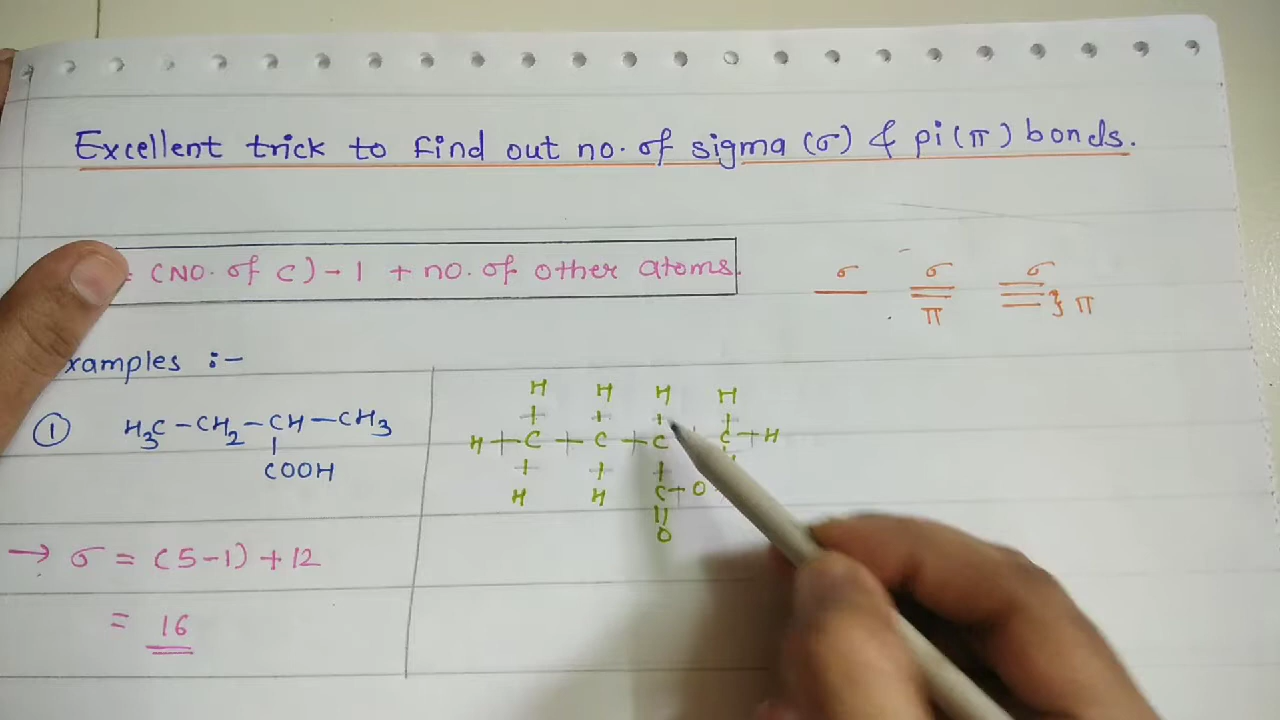 Excellent trick to find out no. of sigma (σ) & pi (π) bonds.
= (No. of C) - 1 + no. of other atoms.
σ σ σ
π } π
xamples :-
① H3C - CH2 - CH - CH3
COOH
H H H H
H + C + C + C C + H
H H C + O
O
→ σ = (5-1) + 12
= 16